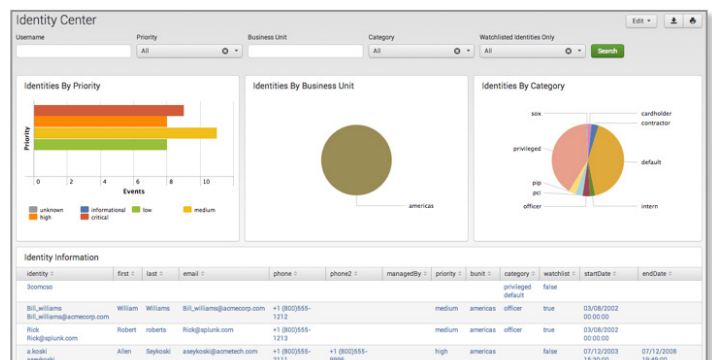 Identity Center
Edit
Username
Priority
Business Unit
Category
Watchlisted Identities Only
All
All
All
Search
Identities By Priority
Priority
0 2 4 6 8 10
Events
unknown informational low medium
high critical
Identities By Business Unit
americas
Identities By Category
sox
cardholder
contractor
privileged
default
pip
pci
officer
intern
Identity Information
identity first last email phone phone2 managedBy priority bunit category watchlist startDate endDate
3comoso privileged false
default
Bill_williams William Williams Bill_williams@acmecorp.com +1 (800)555- medium americas officer true 03/08/2002
Bill_williams@acmecorp.com 1212 00:00:00
Rick Robert roberts Rick@splunk.com +1 (800)555- medium americas officer true 03/08/2002
Rick@splunk.com 1213 00:00:00
a.koski Allen Seykoski aseykoski@acmetech.com +1 (800)555- +1 (800)555- high americas false 07/12/2003 07/12/2008